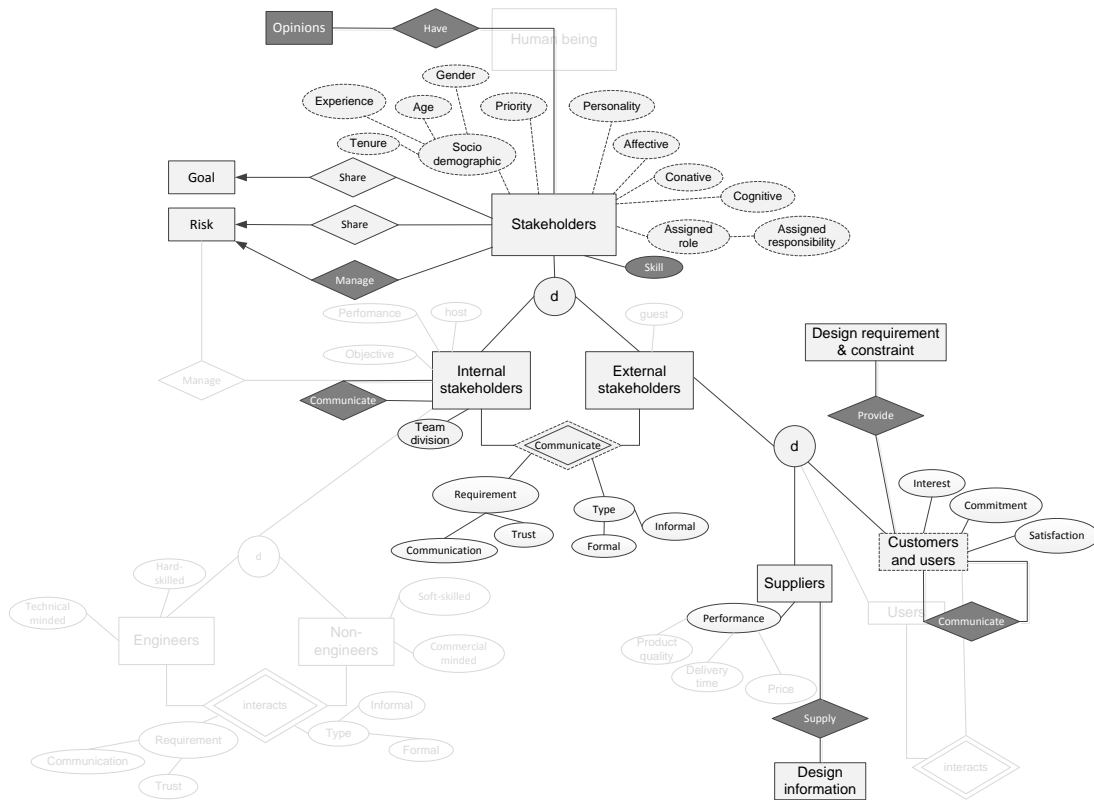 Opinions
Have
Human being
Gender
Experience
Age
Priority
Personality
Tenure
Socio
demographic
Affective
Conative
Cognitive
Goal
Share
Risk
Share
Stakeholders
Assigned
role
Assigned
responsibility
Manage
Skill
d
Perfomance
host
guest
Objective
Manage
Internal
stakeholders
External
stakeholders
Design requirement
& constraint
Communicate
Provide
Team
division
Communicate
d
Requirement
Type
Informal
Interest
Commitment
Communication
Trust
Formal
Customers
and users
Satisfaction
d
Hard-
skilled
Suppliers
Soft-skilled
Technical
minded
Engineers
Non-
engineers
Commercial
minded
Performance
Users
Communicate
Product
quality
Delivery
time
Price
interacts
Informal
Supply
Requirement
Type
Formal
Communication
Trust
Design
information
interacts